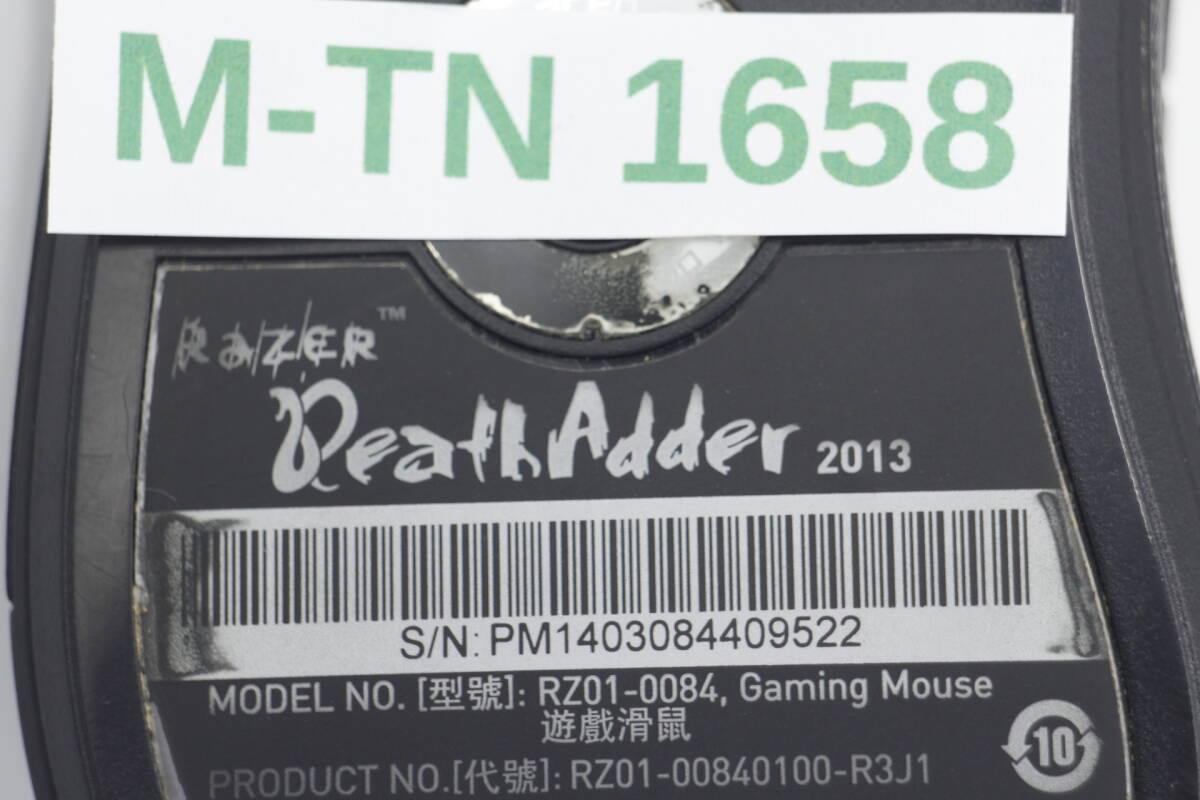 M-TN 1658
RAZER™
DeathAdder 2013
S/N: PM1403084409522
MODEL NO. [型號]: RZ01-0084, Gaming Mouse
遊戲滑鼠
10
PRODUCT NO.[代號]: RZ01-00840100-R3J1